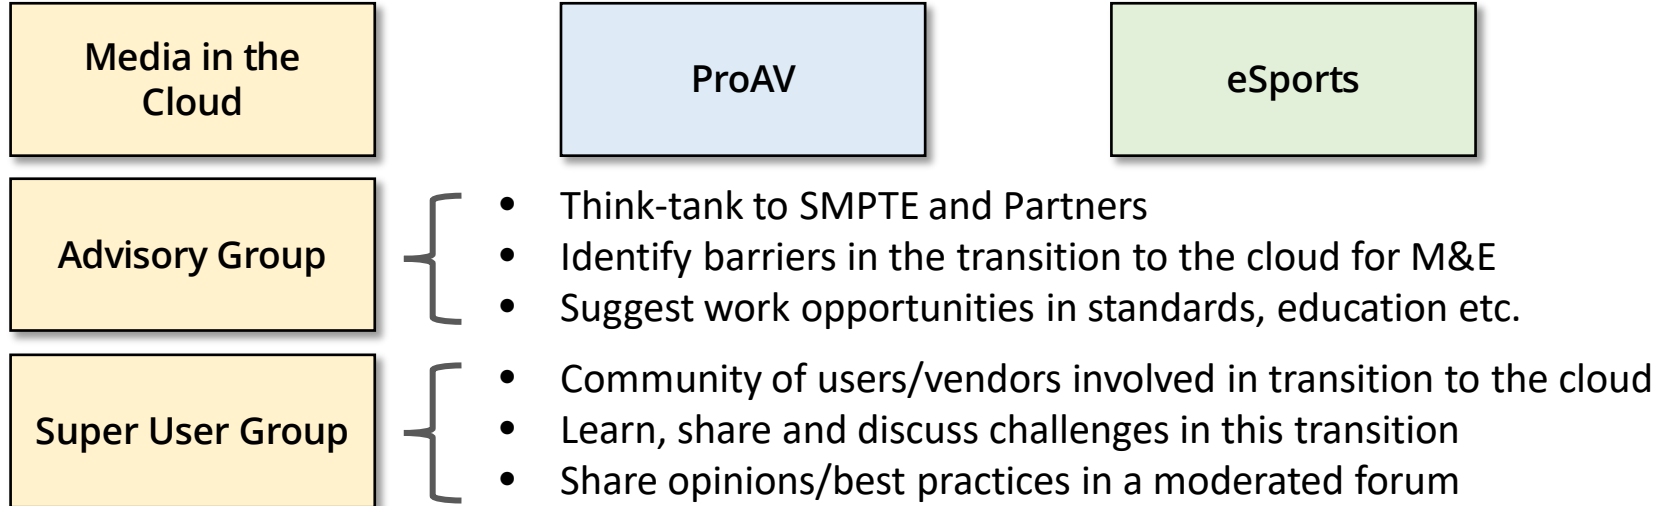 Media in the
Cloud
ProAV
eSports
Advisory Group
• Think-tank to SMPTE and Partners
• Identify barriers in the transition to the cloud for M&E
• Suggest work opportunities in standards, education etc.
Super User Group
• Community of users/vendors involved in transition to the cloud
• Learn, share and discuss challenges in this transition
• Share opinions/best practices in a moderated forum